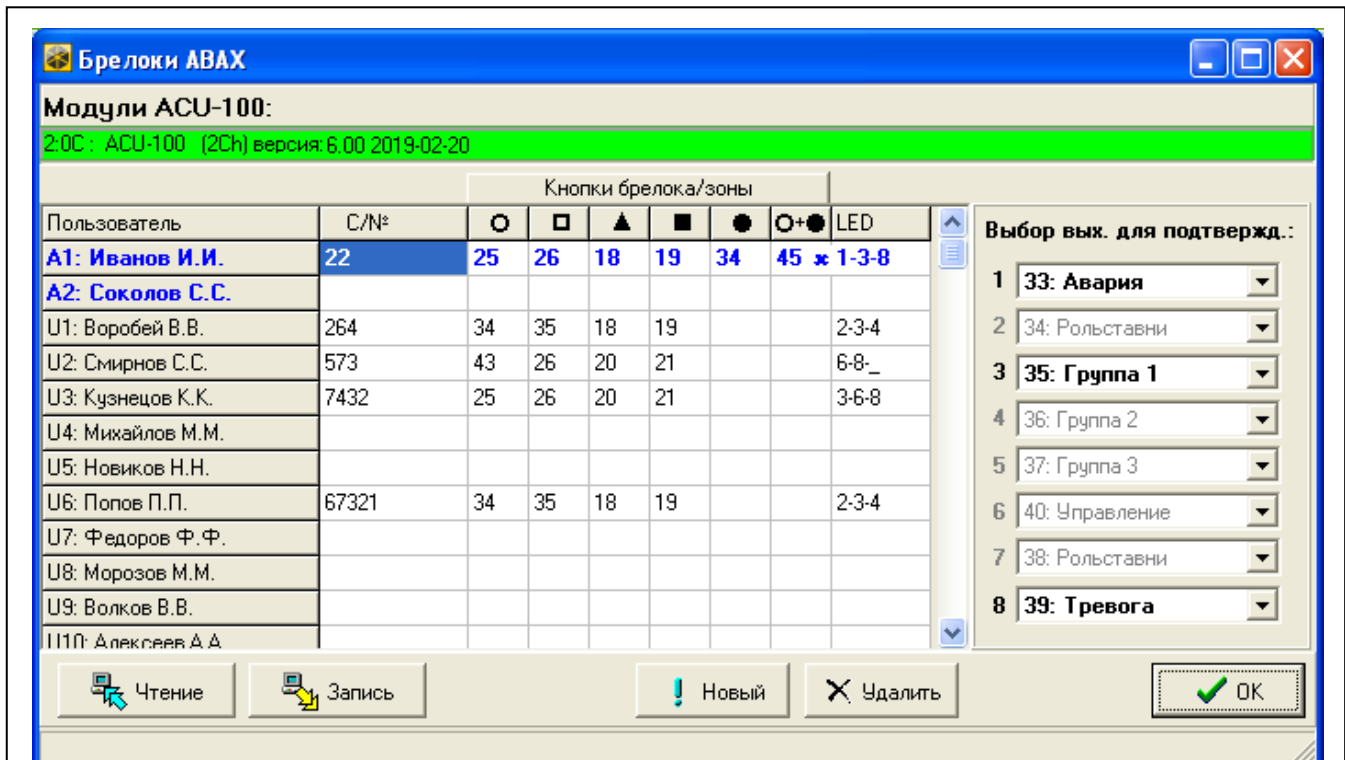 Брелоки ABAX
Модули ACU-100:
2:0C : ACU-100 (2Ch) версия: 6.00 2019-02-20
Кнопки брелока/зоны
Пользователь С/№ O+● LED
A1: Иванов И.И. 22 25 26 18 19 34 45 × 1-3-8
A2: Соколов С.С.
U1: Воробей В.В. 264 34 35 18 19 2-3-4
U2: Смирнов С.С. 573 43 26 20 21 6-8-_
U3: Кузнецов К.К. 7432 25 26 20 21 3-6-8
U4: Михайлов М.М.
U5: Новиков Н.Н.
U6: Попов П.П. 67321 34 35 18 19 2-3-4
U7: Федоров Ф.Ф.
U8: Морозов М.М.
U9: Волков В.В.
U10: Алексеев А.А
Выбор вых. для подтвержд.:
1 33: Авария
2 34: Рольставни
3 35: Группа 1
4 36: Группа 2
5 37: Группа 3
6 40: Управление
7 38: Рольставни
8 39: Тревога
Чтение
Запись
Новый
Удалить
OK